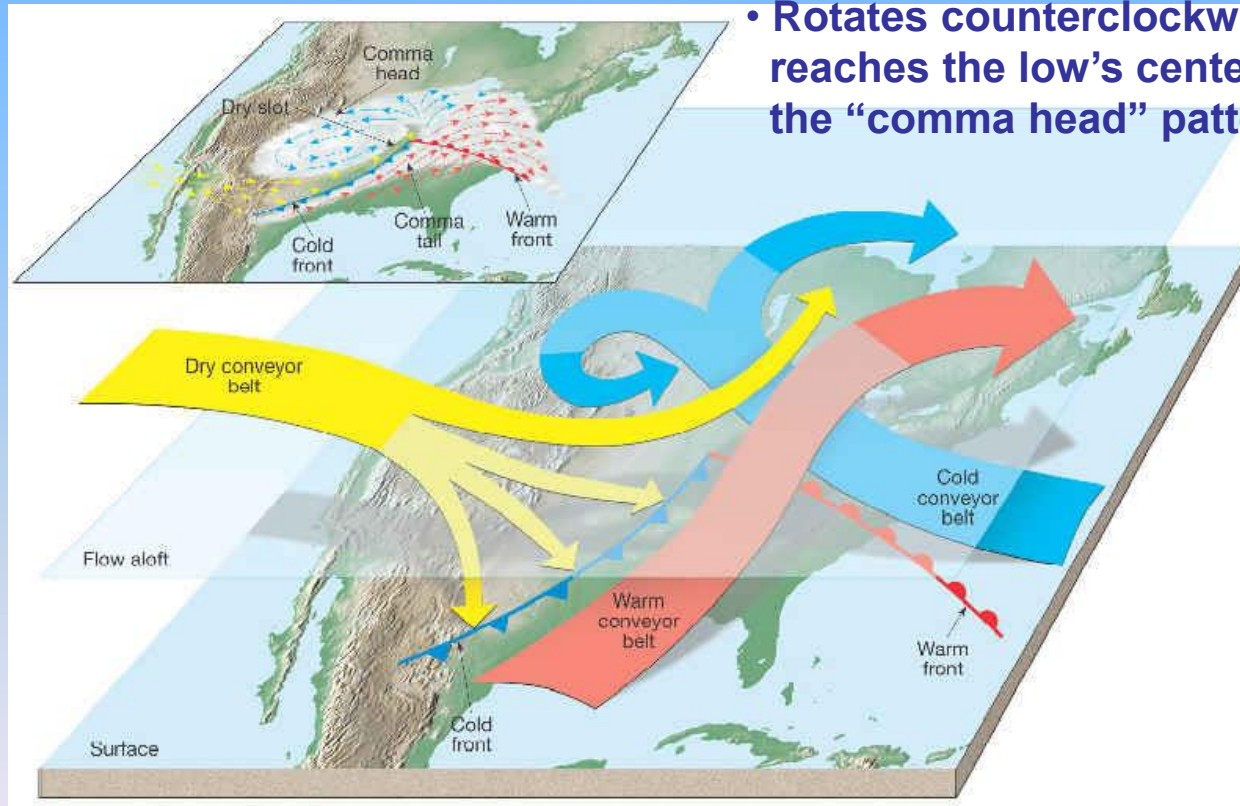 • Rotates counterclockw
reaches the low's cente
the "comma head" patt
Comma
head
Dry slot
Comma
tail
Warm
front
Cold
front
Dry conveyor
belt
Cold
conveyor
belt
Flow aloft
Warm
conveyor
belt
Warm
front
Cold
front
Surface